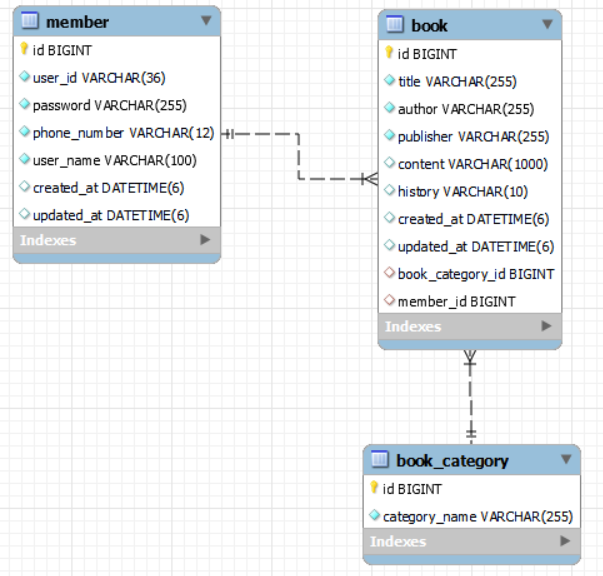 member
id BIGINT
user_id VARCHAR(36)
password VARCHAR(255)
phone_number VARCHAR(12)
user_name VARCHAR(100)
created_at DATETIME(6)
updated_at DATETIME(6)
Indexes
book
id BIGINT
title VARCHAR(255)
author VARCHAR(255)
publisher VARCHAR(255)
content VARCHAR(1000)
history VARCHAR(10)
created_at DATETIME(6)
updated_at DATETIME(6)
book_category_id BIGINT
member_id BIGINT
Indexes
book_category
id BIGINT
category_name VARCHAR(255)
Indexes